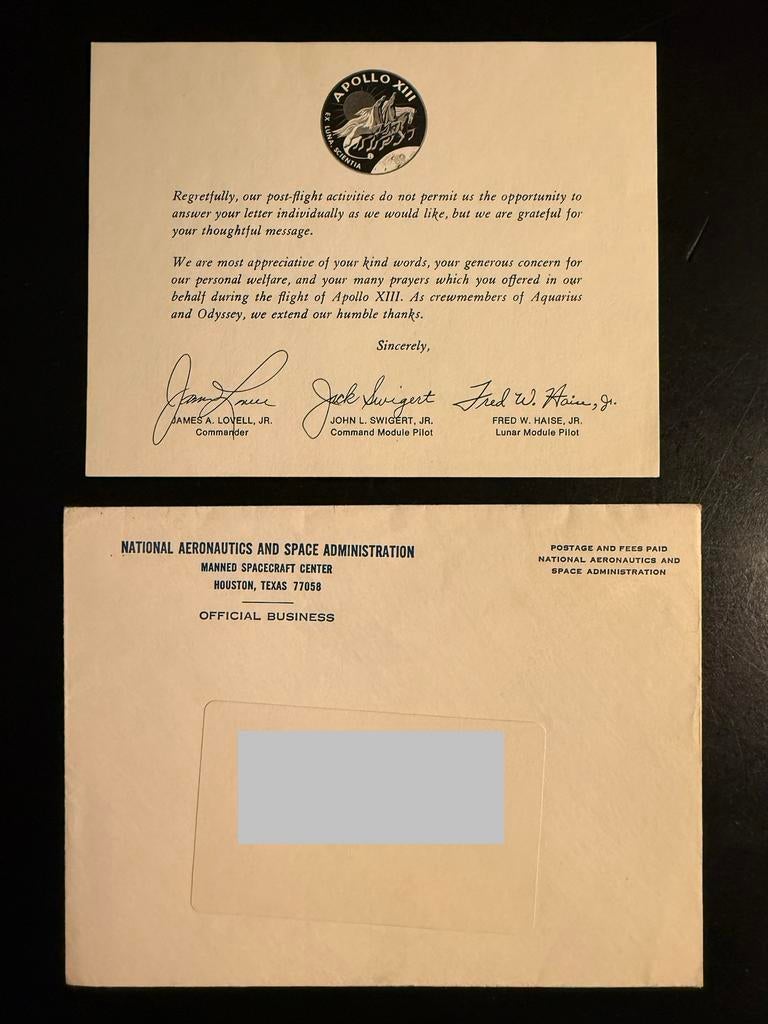 APOLLO XIII
EX LUNA, SCIENTIA
Regretfully, our post-flight activities do not permit us the opportunity to
answer your letter individually as we would like, but we are grateful for
your thoughtful message.
We are most appreciative of your kind words, your generous concern for
our personal welfare, and your many prayers which you offered in our
behalf during the flight of Apollo XIII. As crewmembers of Aquarius
and Odyssey, we extend our humble thanks.
Sincerely,
James Lovell Jack Swigert Fred W. Haise, Jr.
JAMES A. LOVELL, JR. JOHN L. SWIGERT, JR. FRED W. HAISE, JR.
Commander Command Module Pilot Lunar Module Pilot
NATIONAL AERONAUTICS AND SPACE ADMINISTRATION
MANNED SPACECRAFT CENTER
HOUSTON, TEXAS 77058
OFFICIAL BUSINESS
POSTAGE AND FEES PAID
NATIONAL AERONAUTICS AND
SPACE ADMINISTRATION